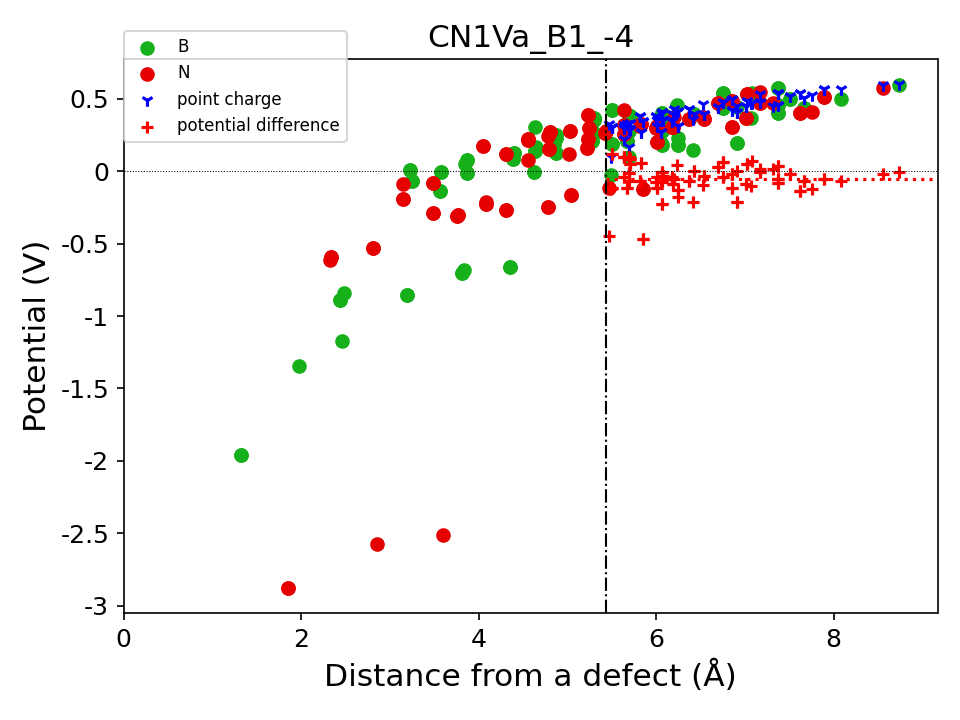 CN1Va_B1_-4
B
N
point charge
potential difference
0.5
0
-0.5
-1
-1.5
-2
-2.5
-3
Potential (V)
0 2 4 6 8
Distance from a defect (Å)